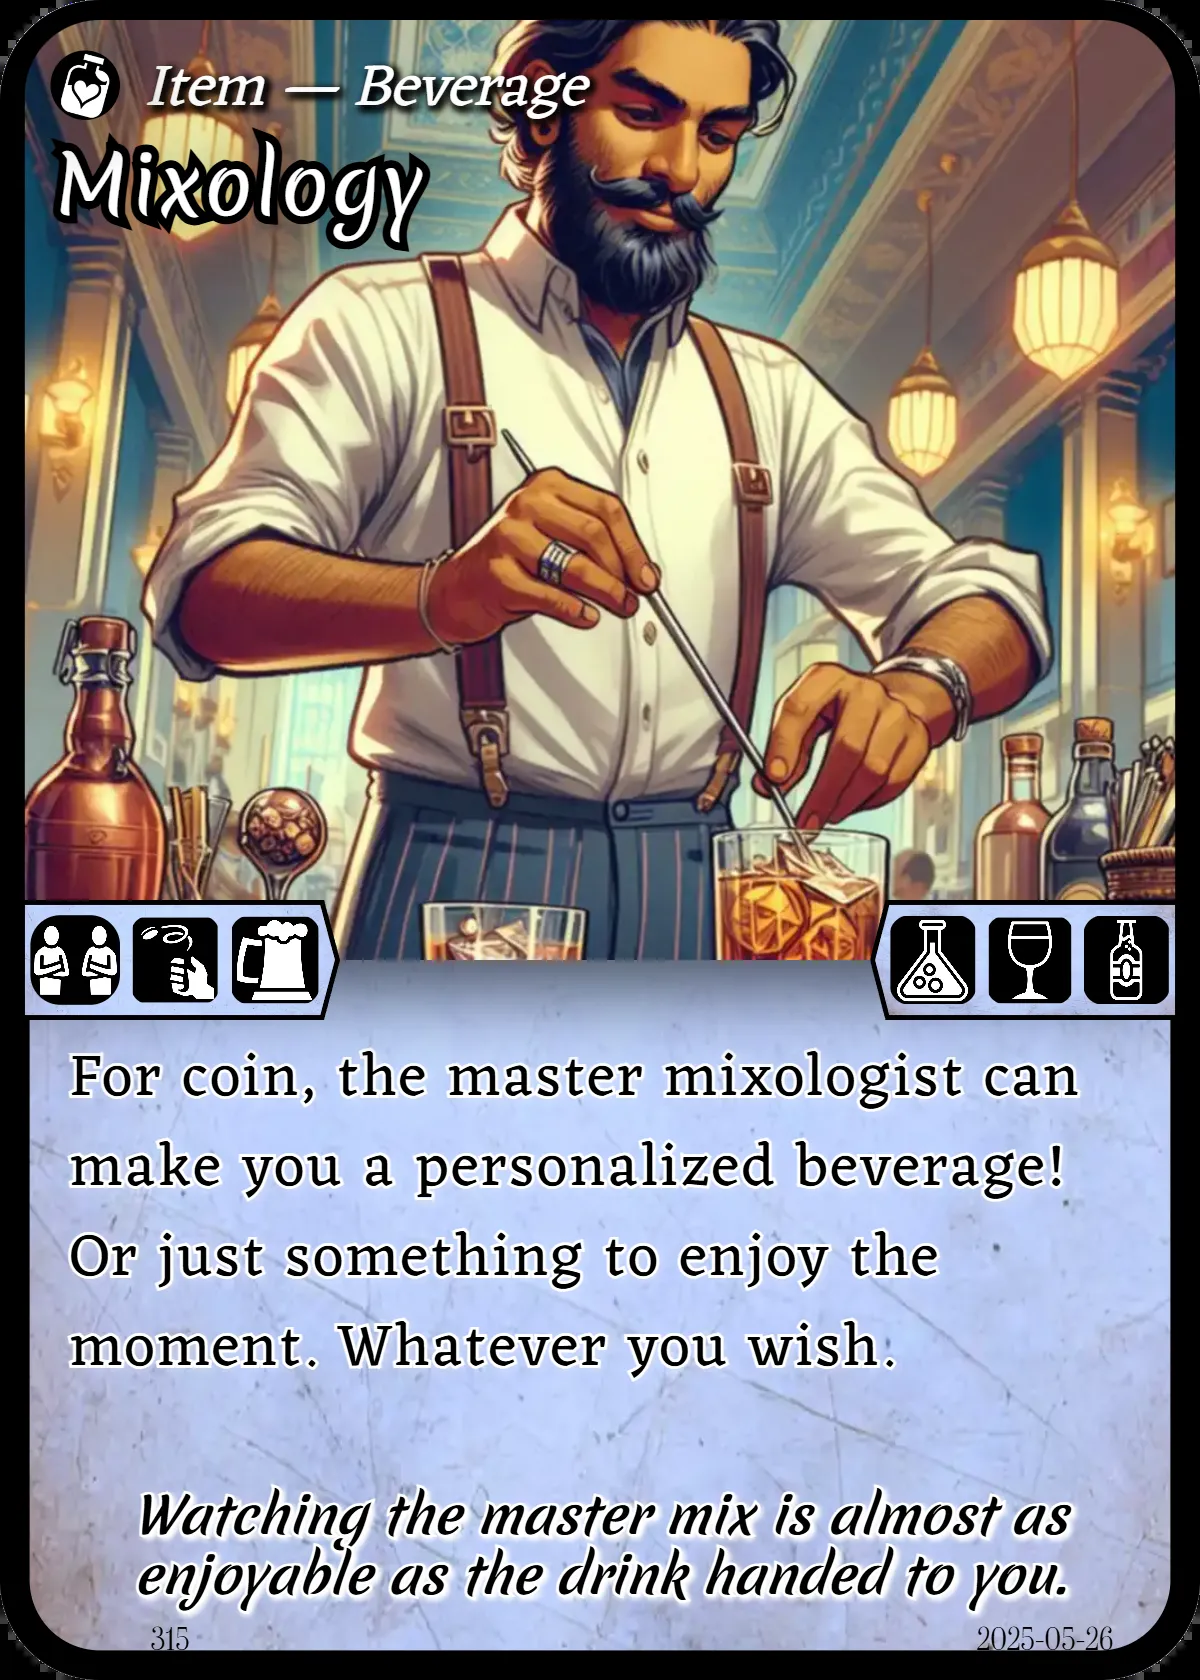 Item — Beverage
Mixology
For coin, the master mixologist can
make you a personalized beverage!
Or just something to enjoy the
moment. Whatever you wish.
Watching the master mix is almost as
enjoyable as the drink handed to you.
315
2025-05-26